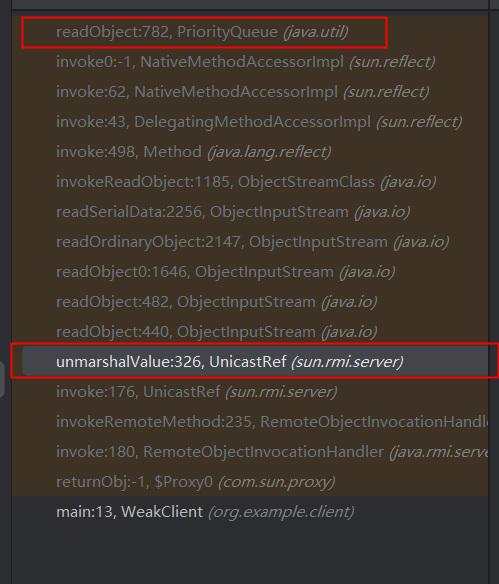 readObject:782, PriorityQueue (java.util)
invoke0:-1, NativeMethodAccessorImpl (sun.reflect)
invoke:62, NativeMethodAccessorImpl (sun.reflect)
invoke:43, DelegatingMethodAccessorImpl (sun.reflect)
invoke:498, Method (java.lang.reflect)
invokeReadObject:1185, ObjectStreamClass (java.io)
readSerialData:2256, ObjectInputStream (java.io)
readOrdinaryObject:2147, ObjectInputStream (java.io)
readObject0:1646, ObjectInputStream (java.io)
readObject:482, ObjectInputStream (java.io)
readObject:440, ObjectInputStream (java.io)
unmarshalValue:326, UnicastRef (sun.rmi.server)
invoke:176, UnicastRef (sun.rmi.server)
invokeRemoteMethod:235, RemoteObjectInvocationHandl
invoke:180, RemoteObjectInvocationHandler (java.rmi.serve
returnObj:-1, $Proxy0 (com.sun.proxy)
main:13, WeakClient (org.example.client)